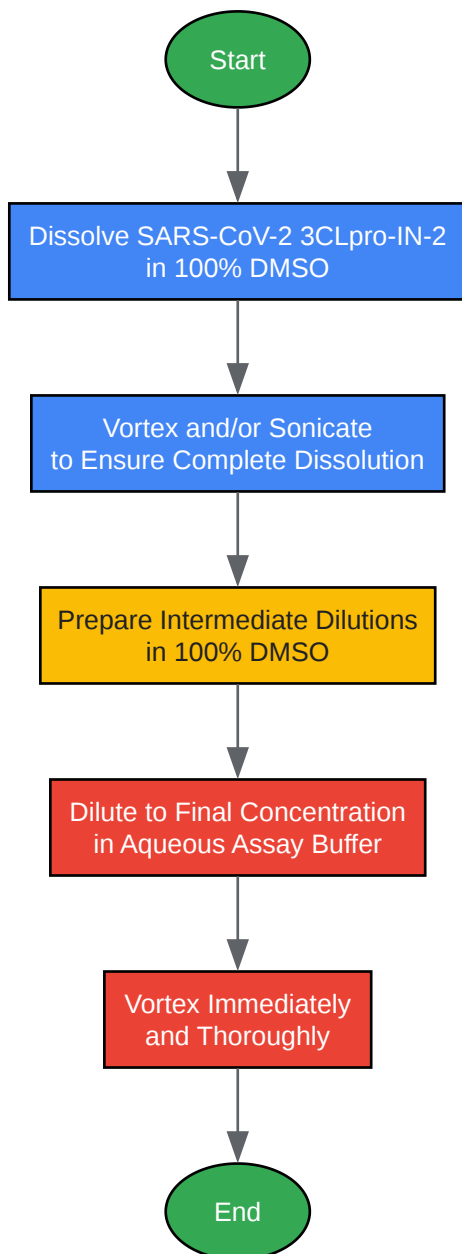 Start
Dissolve SARS-CoV-2 3CLpro-IN-2
in 100% DMSO
Vortex and/or Sonicate
to Ensure Complete Dissolution
Prepare Intermediate Dilutions
in 100% DMSO
Dilute to Final Concentration
in Aqueous Assay Buffer
Vortex Immediately
and Thoroughly
End